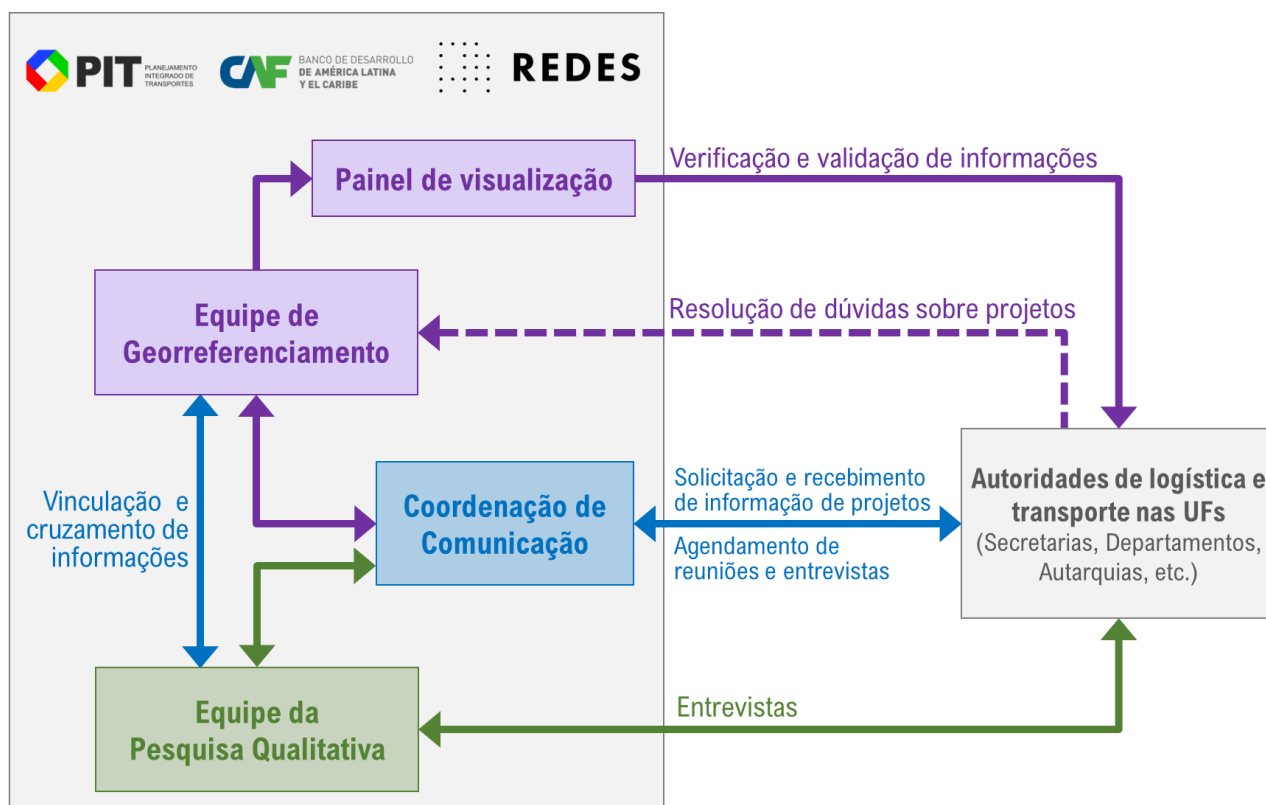 PIT
PLANEJAMENTO
INTEGRADO DE
TRANSPORTES
CAF
BANCO DE DESARROLLO
DE AMÉRICA LATINA
Y EL CARIBE
REDES
Painel de visualização
Verificação e validação de informações
Equipe de
Georreferenciamento
Resolução de dúvidas sobre projetos
Vinculação e
cruzamento de
informações
Coordenação de
Comunicação
Solicitação e recebimento
de informação de projetos
Agendamento de
reuniões e entrevistas
Autoridades de logística e
transporte nas UFs
(Secretarias, Departamentos,
Autarquias, etc.)
Equipe da
Pesquisa Qualitativa
Entrevistas